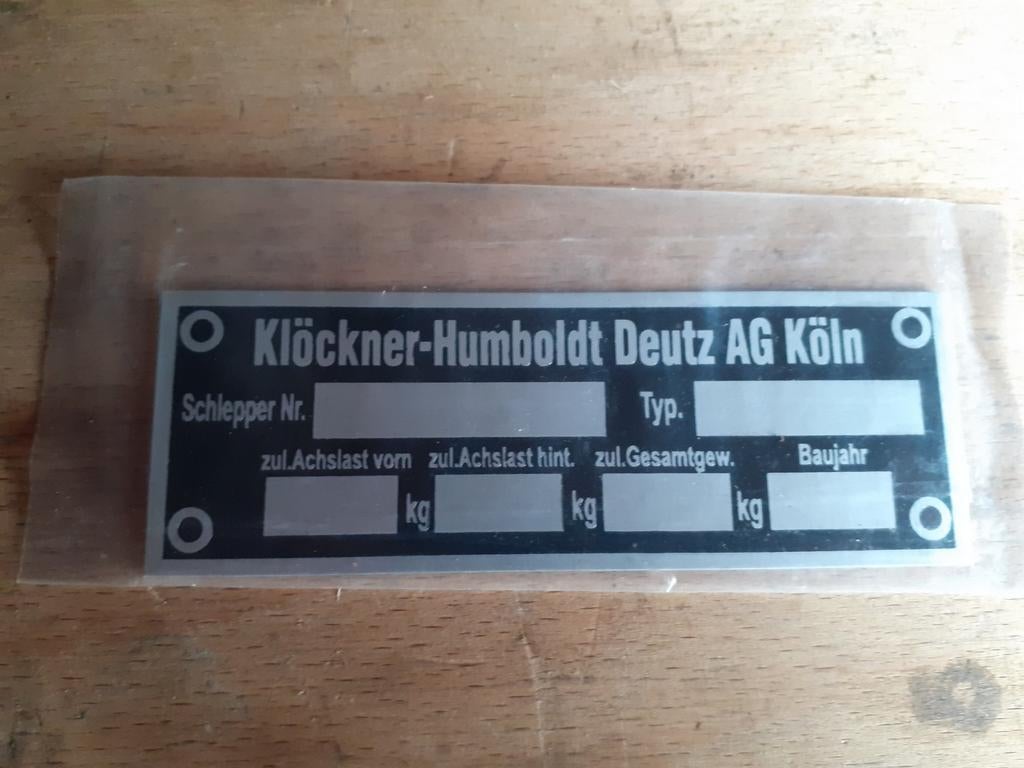 Klöckner-Humboldt Deutz AG Köln
Schlepper Nr. Typ.
zul.Achslast vorn zul.Achslast hint. zul.Gesamtgew. Baujahr
kg kg kg